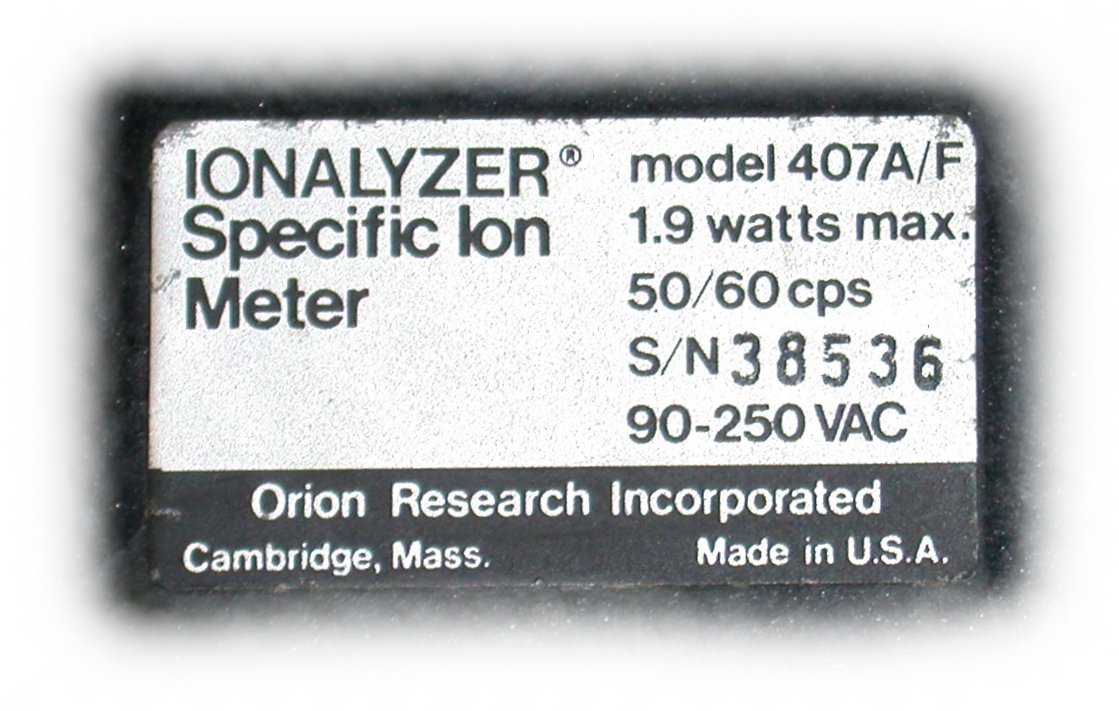 IONALYZER®
Specific Ion
Meter
model 407A/F
1.9 watts max.
50/60 cps
S/N 38536
90-250 VAC
Orion Research Incorporated
Cambridge, Mass.
Made in U.S.A.